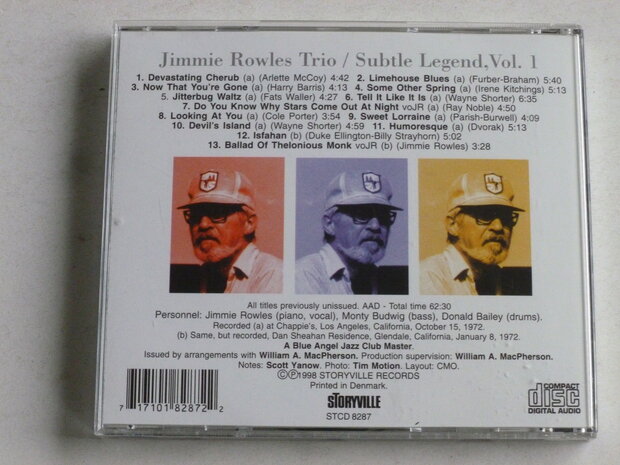 Jimmie Rowles Trio / Subtle Legend,Vol. 1
1. Devastating Cherub (a) (Arlette McCoy) 4:42 2. Limehouse Blues (a) (Furber-Braham) 5:40
3. Now That You're Gone (a) (Harry Barris) 4:13 4. Some Other Spring (a) (Irene Kitchings) 5:13
5. Jitterbug Waltz (a) (Fats Waller) 4:27 6. Tell It Like It Is (a) (Wayne Shorter) 6:35
7. Do You Know Why Stars Come Out At Night voJR (a) (Ray Noble) 4:50
8. Looking At You (a) (Cole Porter) 3:54 9. Sweet Lorraine (a) (Parish-Burwell) 4:09
10. Devil's Island (a) (Wayne Shorter) 4:59 11. Humoresque (a) (Dvorak) 5:13
12. Isfahan (b) (Duke Ellington-Billy Strayhorn) 5:02
13. Ballad Of Thelonious Monk voJR (b) (Jimmie Rowles) 3:28
All titles previously unissued. AAD - Total time 62:30
Personnel: Jimmie Rowles (piano, vocal), Monty Budwig (bass), Donald Bailey (drums).
Recorded (a) at Chappie's, Los Angeles, California, October 15, 1972.
(b) Same, but recorded, Dan Sheahan Residence, Glendale, California, January 8, 1972.
A Blue Angel Jazz Club Master.
Issued by arrangements with William A. MacPherson. Production supervision: William A. MacPherson.
Notes: Scott Yanow. Photo: Tim Motion. Layout: CMO.
©℗1998 STORYVILLE RECORDS
Printed in Denmark.
STORYVILLE
STCD 8287
7 17101 82872 2
COMPACT
disc
DIGITAL AUDIO